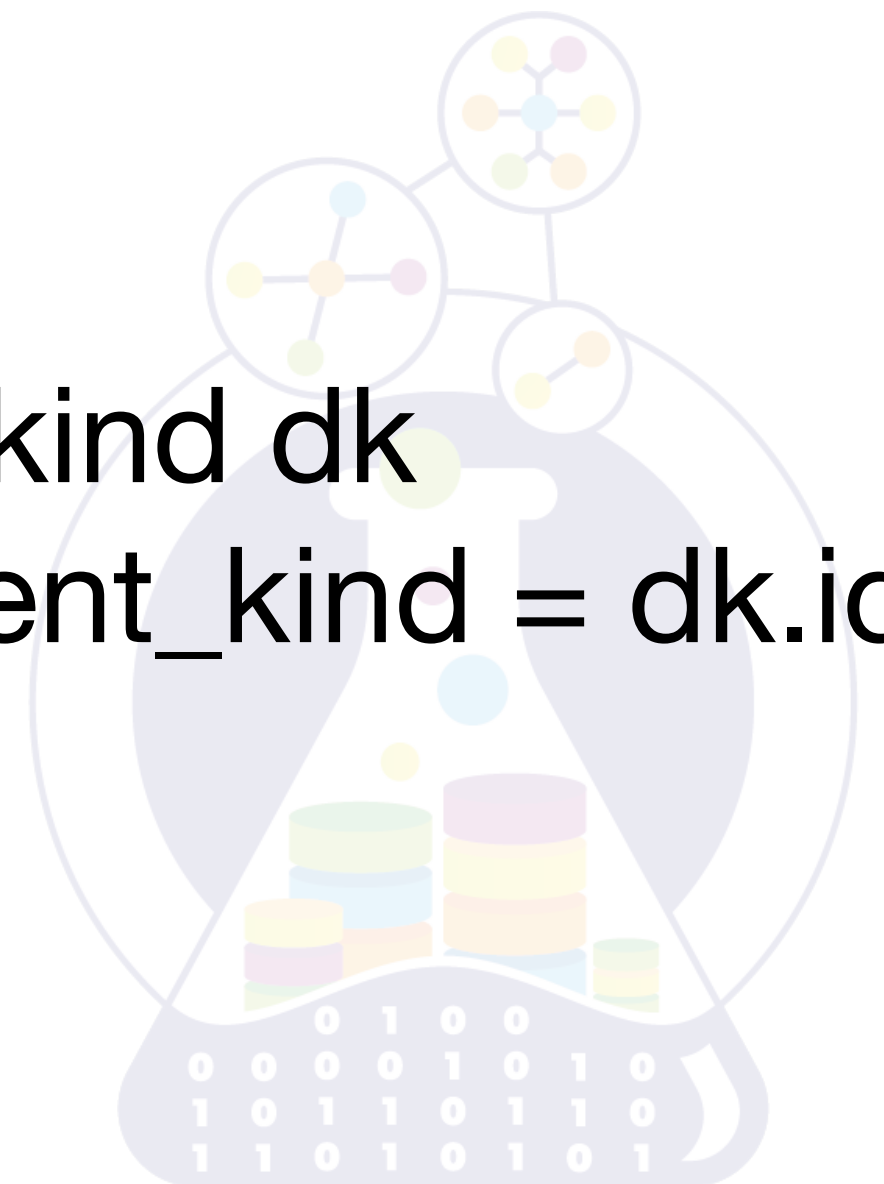 kind dk
ent_kind = dk.i
0 1 0 0
0 0 0 0 1 0 1 0
1 0 1 1 0 1 1 0
1 1 0 1 0 1 0 1